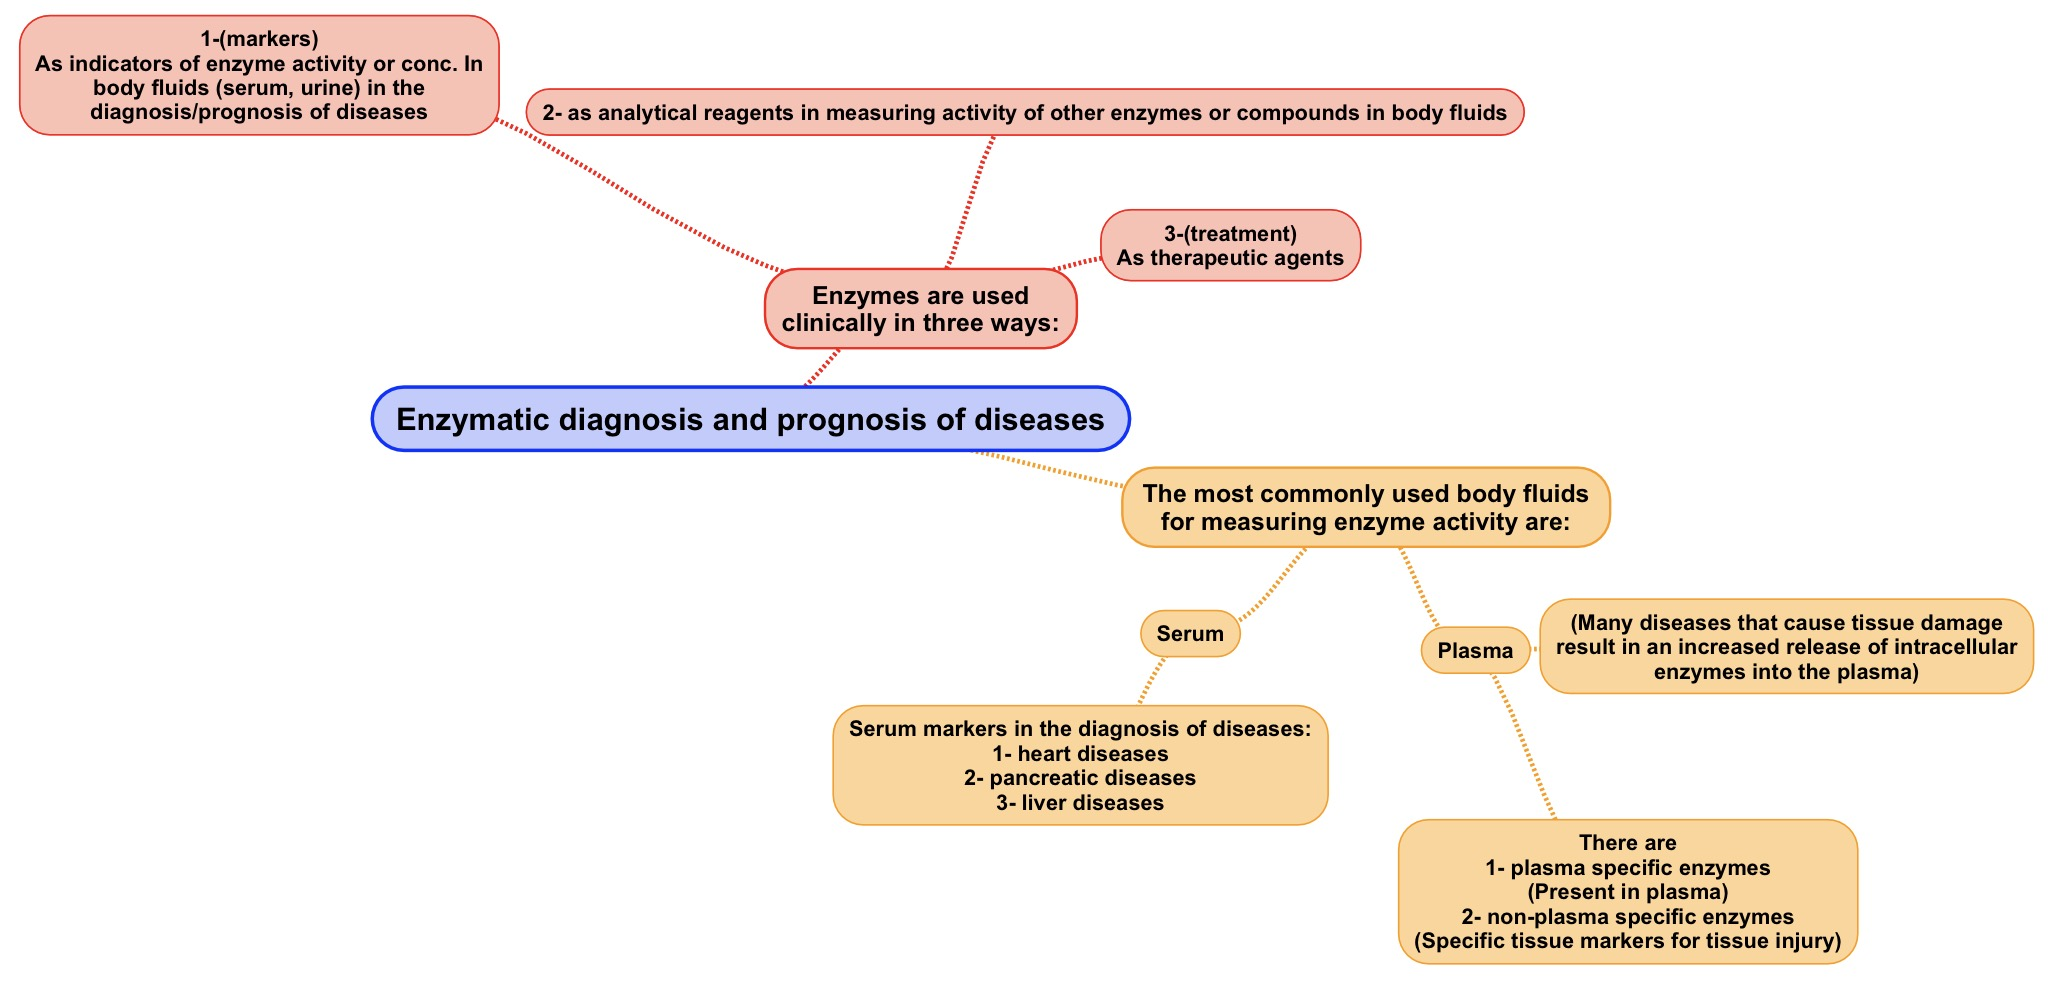 1-(markers)
As indicators of enzyme activity or conc. In
body fluids (serum, urine) in the
diagnosis/prognosis of diseases
2- as analytical reagents in measuring activity of other enzymes or compounds in body fluids
3-(treatment)
As therapeutic agents
Enzymes are used
clinically in three ways:
Enzymatic diagnosis and prognosis of diseases
The most commonly used body fluids
for measuring enzyme activity are:
Serum
Plasma
(Many diseases that cause tissue damage
result in an increased release of intracellular
enzymes into the plasma)
Serum markers in the diagnosis of diseases:
1- heart diseases
2- pancreatic diseases
3- liver diseases
There are
1- plasma specific enzymes
(Present in plasma)
2- non-plasma specific enzymes
(Specific tissue markers for tissue injury)